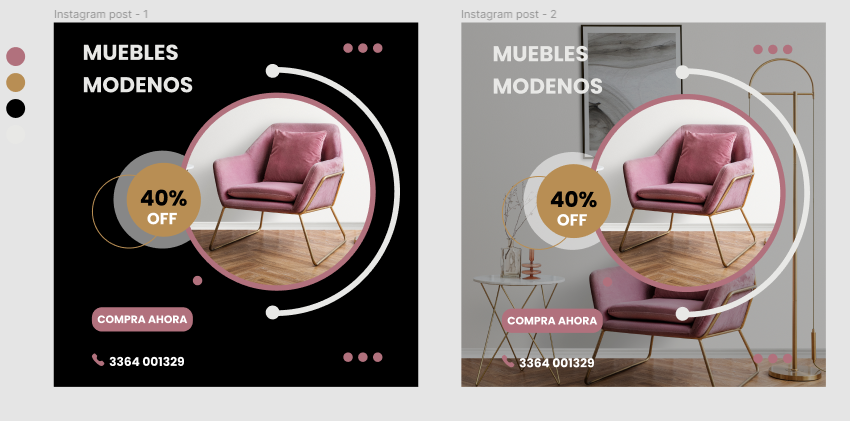 Instagram post - 1
MUEBLES
MODENOS
40%
OFF
COMPRA AHORA
3364 001329
Instagram post - 2
MUEBLES
MODENOS
40%
OFF
COMPRA AHORA
3364 001329